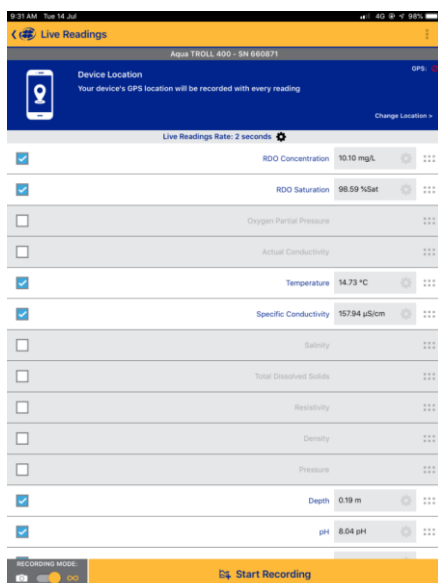 9:31 AM Tue 14 Jul 4G 98%
Live Readings
Aqua TROLL 400 - SN 660871
GPS:
Device Location
Your device's GPS location will be recorded with every reading
Change Location >
Live Readings Rate: 2 seconds
RDO Concentration 10.10 mg/L
RDO Saturation 98.59 %Sat
Oxygen Partial Pressure
Actual Conductivity
Temperature 14.73 °C
Specific Conductivity 157.94 µS/cm
Salinity
Total Dissolved Solids
Resistivity
Density
Pressure
Depth 0.19 m
pH 8.04 pH
RECORDING MODE:
Start Recording